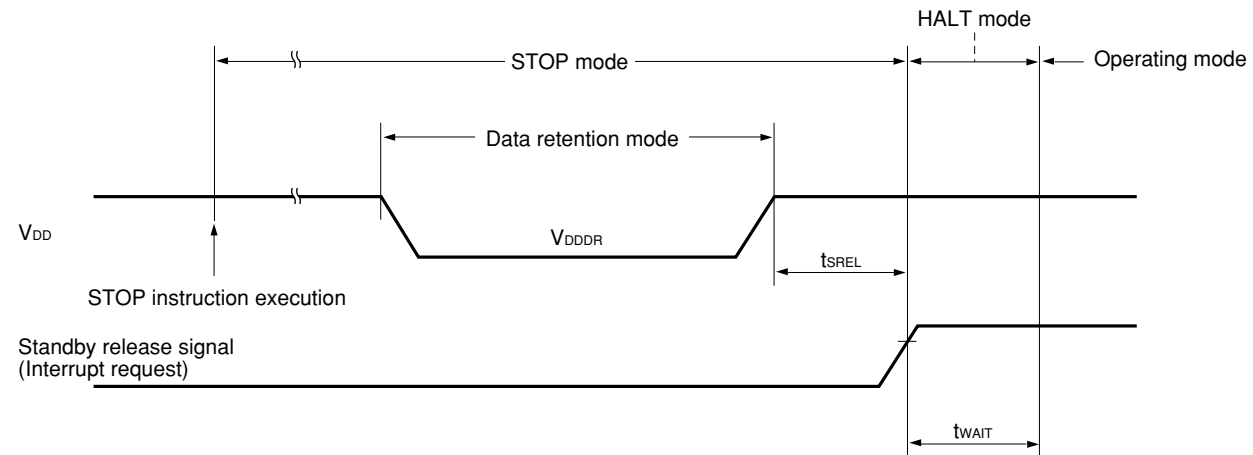 HALT mode
STOP mode
Operating mode
Data retention mode
VDD
VDDDR
tSREL
STOP instruction execution
Standby release signal
(Interrupt request)
tWAIT